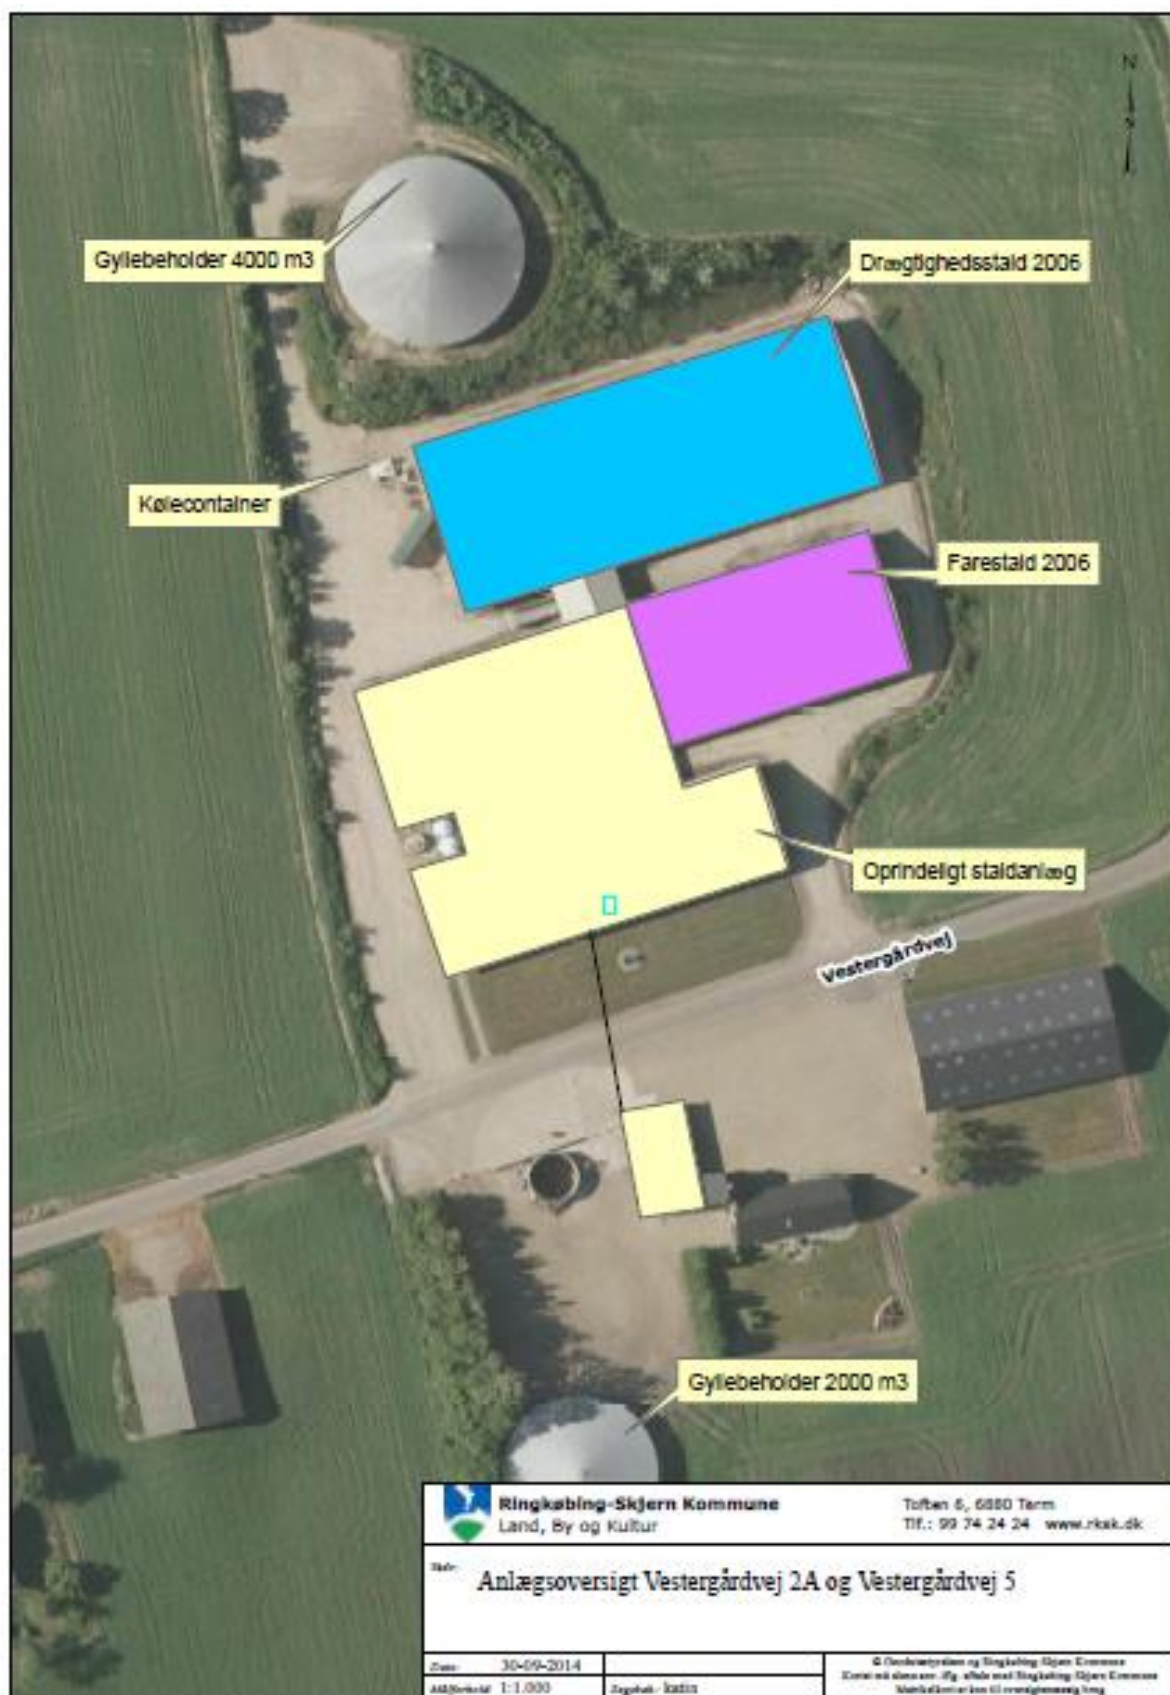 N
Gyllebeholder 4000 m3
Drægtighedsstald 2006
Kølecontainer
Farestald 2006
Oprindeligt staldanlæg
Vestergårdvej
Gyllebeholder 2000 m3
Ringkøbing-Skjern Kommune
Land, By og Kultur
Toften 6, 6880 Tarm
Tlf.: 99 74 24 24 www.rksk.dk
Anlægsoversigt Vestergårdvej 2A og Vestergårdvej 5
30-09-2014
Målforhold 1:1.000